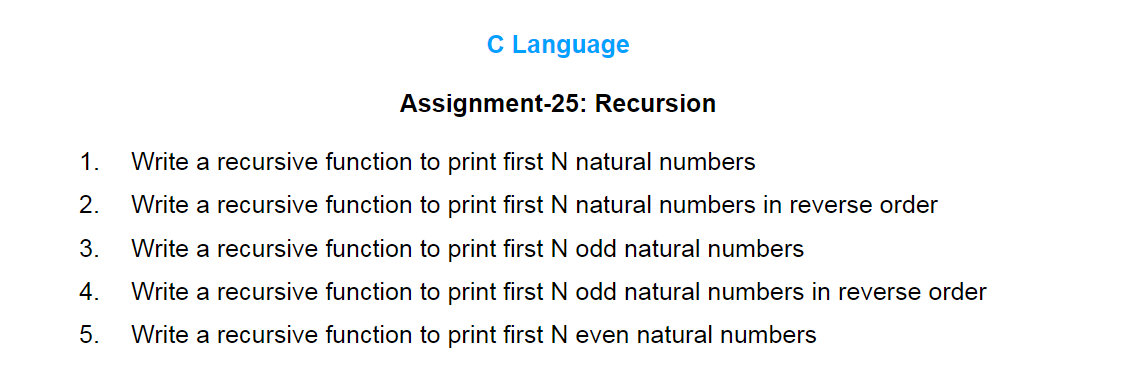 C Language
Assignment-25: Recursion
1. Write a recursive function to print first N natural numbers
2. Write a recursive function to print first N natural numbers in reverse order
3. Write a recursive function to print first N odd natural numbers
4. Write a recursive function to print first N odd natural numbers in reverse order
5. Write a recursive function to print first N even natural numbers